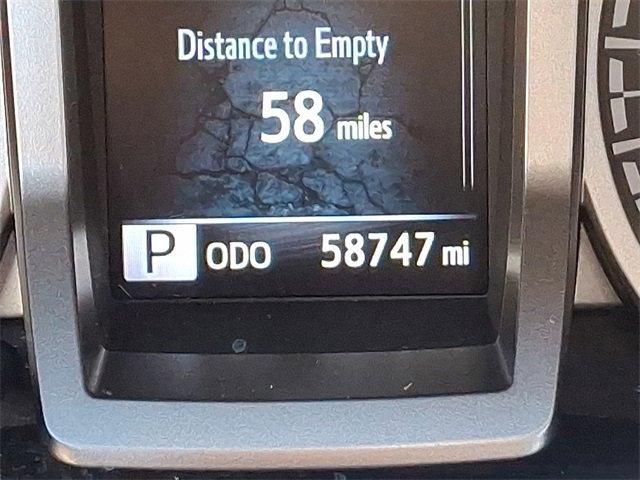 Distance to Empty
58 miles
P ODO 58747 mi